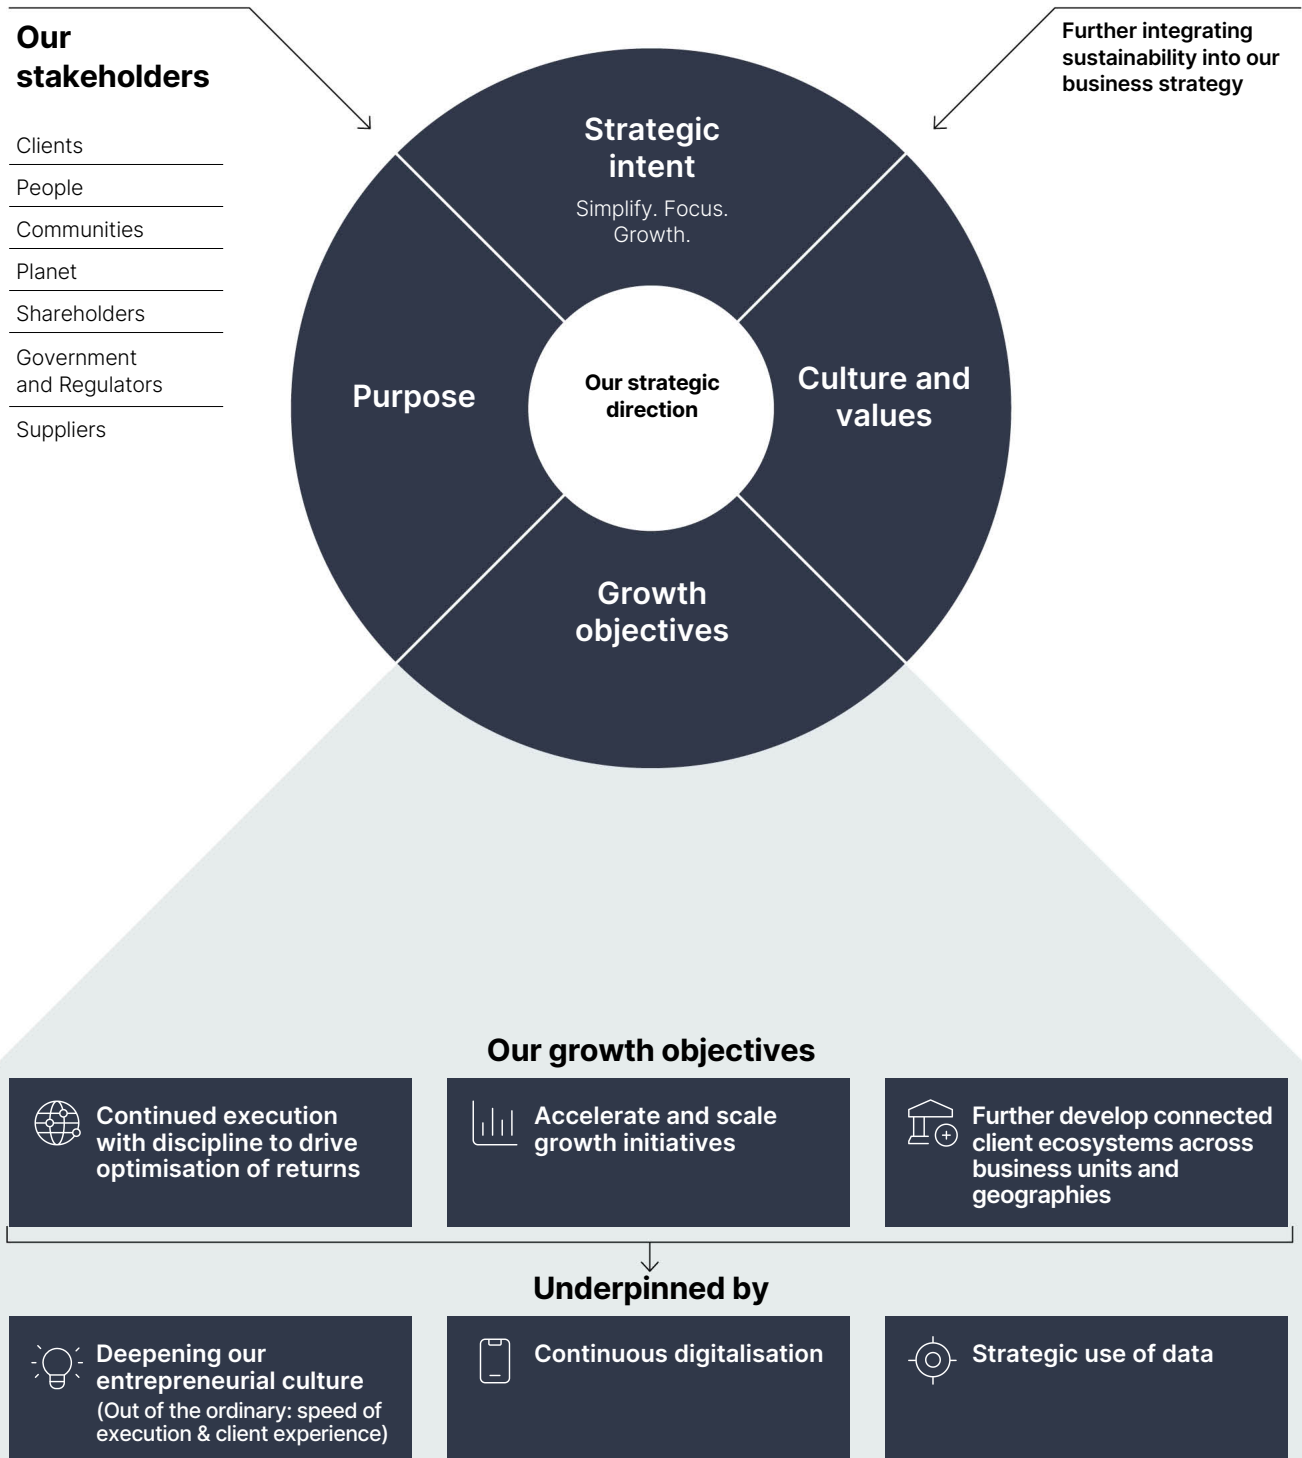 Our
stakeholders
Clients
People
Communities
Planet
Shareholders
Government
and Regulators
Suppliers
Further integrating
sustainability into our
business strategy
Strategic
intent
Simplify. Focus.
Growth.
Purpose
Our strategic
direction
Culture and
values
Growth
objectives
Our growth objectives
Continued execution
with discipline to drive
optimisation of returns
Accelerate and scale
growth initiatives
Further develop connected
client ecosystems across
business units and
geographies
Underpinned by
Deepening our
entrepreneurial culture
(Out of the ordinary: speed of
execution & client experience)
Continuous digitalisation
Strategic use of data